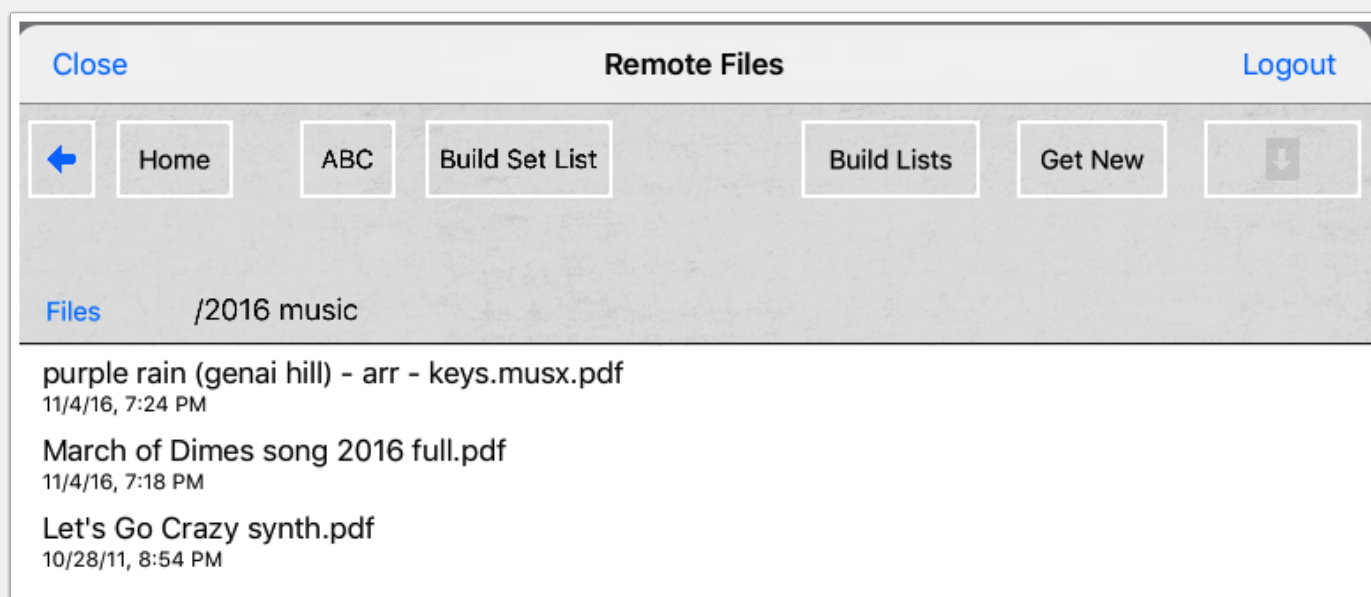 Close Remote Files Logout
Home ABC Build Set List Build Lists Get New
Files /2016 music
purple rain (genai hill) - arr - keys.musx.pdf
11/4/16, 7:24 PM
March of Dimes song 2016 full.pdf
11/4/16, 7:18 PM
Let's Go Crazy synth.pdf
10/28/11, 8:54 PM